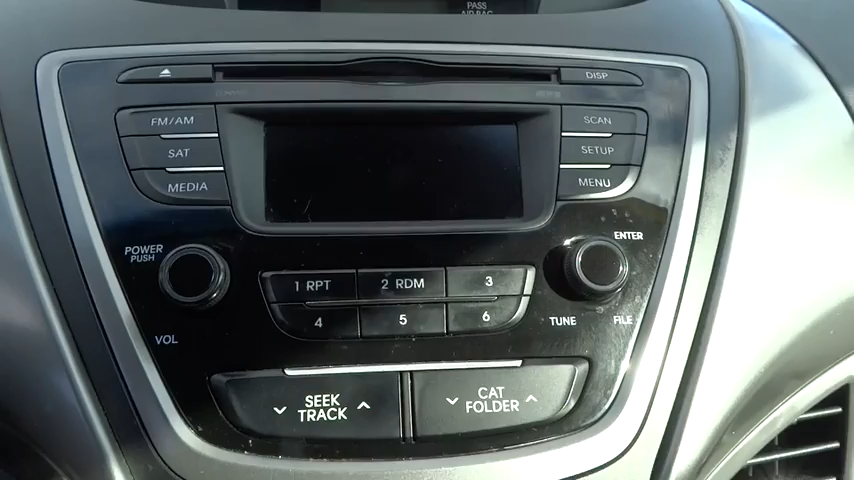 PASS
AIR BAG
DISP
FM/AM
SCAN
SAT
SETUP
MEDIA
MENU
POWER
PUSH
ENTER
1 RPT
2 RDM
3
4
5
6
TUNE
FILE
VOL
SEEK
TRACK
CAT
FOLDER